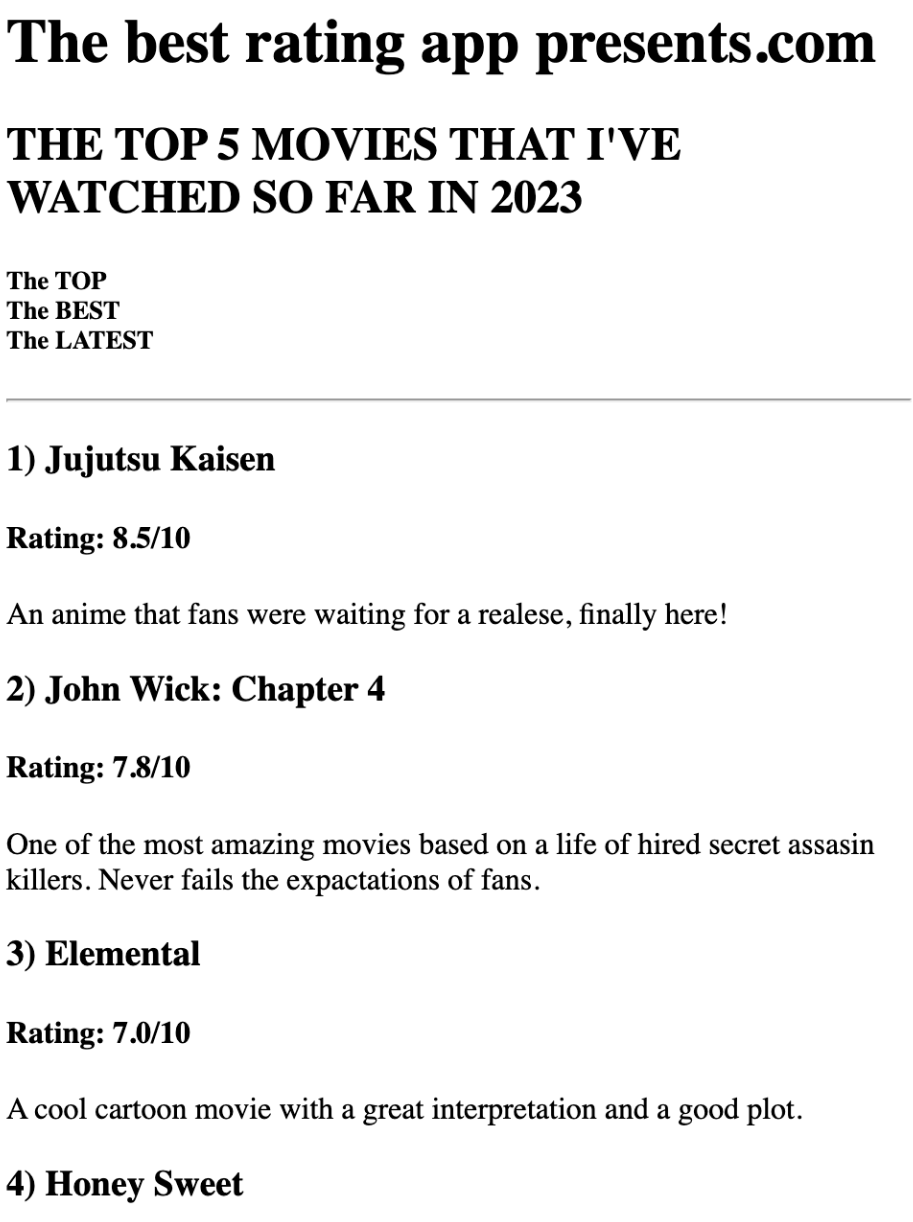 The best rating app presents.com
THE TOP 5 MOVIES THAT I'VE
WATCHED SO FAR IN 2023
The TOP
The BEST
The LATEST
1) Jujutsu Kaisen
Rating: 8.5/10
An anime that fans were waiting for a realese, finally here!
2) John Wick: Chapter 4
Rating: 7.8/10
One of the most amazing movies based on a life of hired secret assasin
killers. Never fails the expactations of fans.
3) Elemental
Rating: 7.0/10
A cool cartoon movie with a great interpretation and a good plot.
4) Honey Sweet